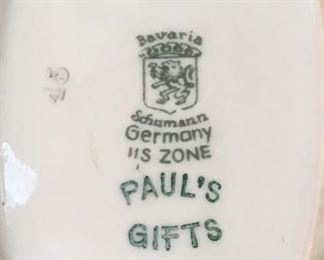 Bavaria
Schumann
Germany
US ZONE
PAUL'S
GIFTS